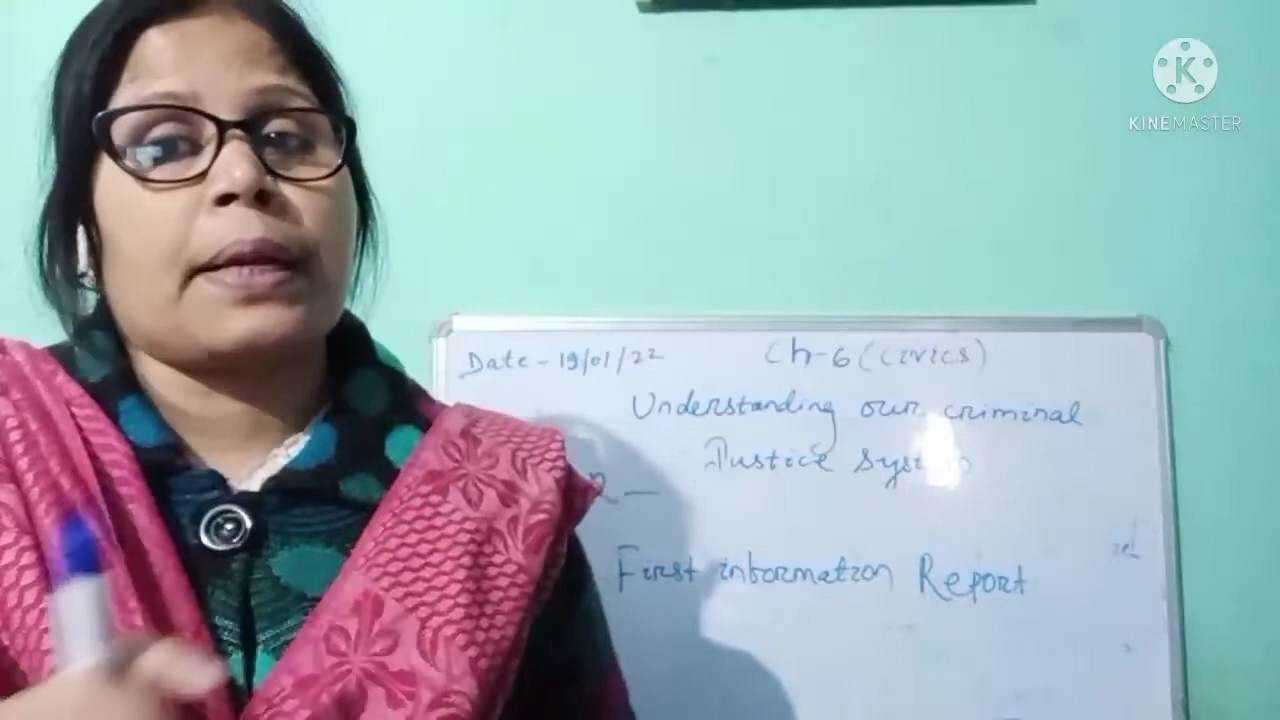 KINEMASTER
Date - 19/01/22 Ch-6 (Civics)
Understanding our criminal
Justice System
R -
First information Report